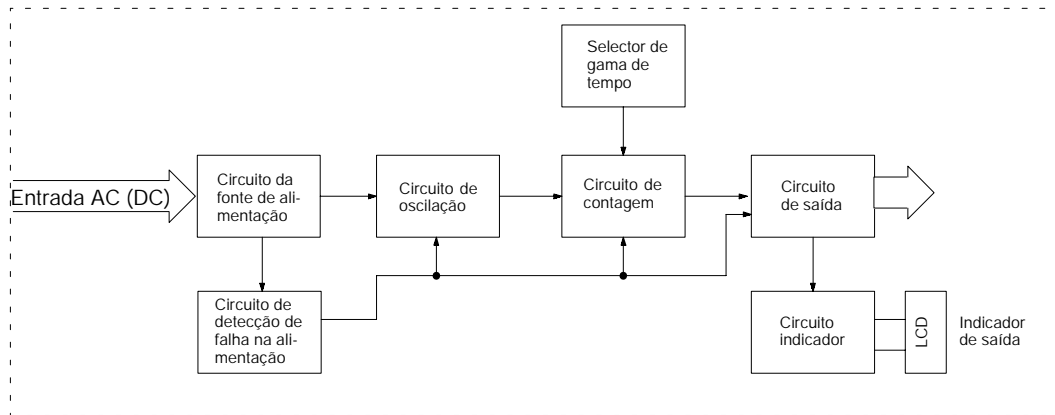 Selector de
gama de
tempo
Entrada AC (DC)
Circuito da
fonte de ali-
mentação
Circuito de
oscilação
Circuito de
contagem
Circuito
de saída
Circuito de
detecção de
falha na ali-
mentação
Circuito
indicador
LCD
Indicador
de saída